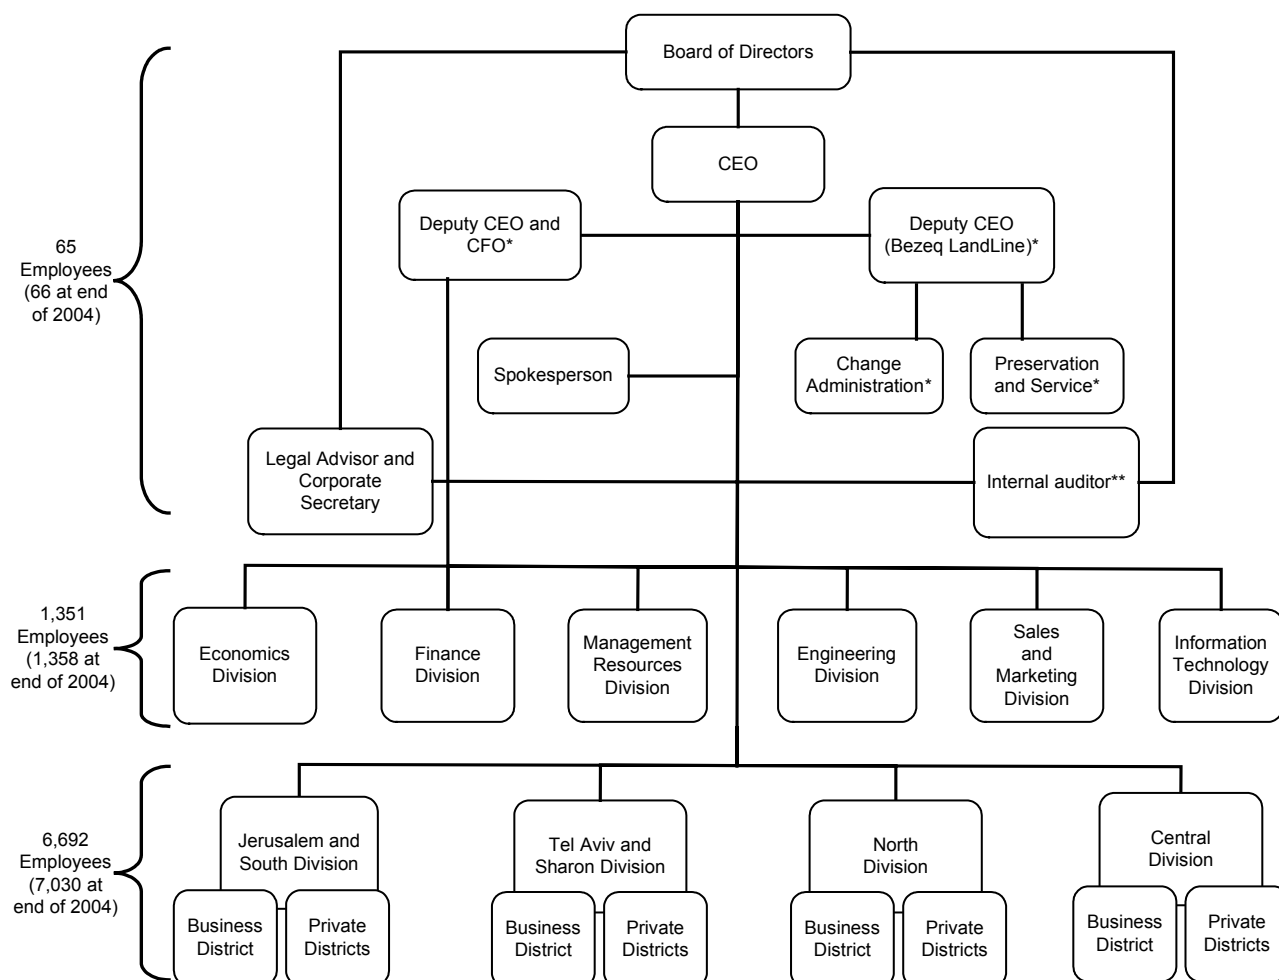 Board of Directors
CEO
Deputy CEO and
CFO*
Deputy CEO
(Bezeq LandLine)*
65
Employees
(66 at end
of 2004)
Spokesperson
Change
Administration*
Preservation
and Service*
Legal Advisor and
Corporate
Secretary
Internal auditor**
1,351
Employees
(1,358 at
end of 2004)
Economics
Division
Finance
Division
Management
Resources
Division
Engineering
Division
Sales
and
Marketing
Division
Information
Technology
Division
6,692
Employees
(7,030 at
end of 2004)
Jerusalem and
South Division
Tel Aviv and
Sharon Division
North
Division
Central
Division
Business
District
Private
Districts
Business
District
Private
Districts
Business
District
Private
Districts
Business
District
Private
Districts